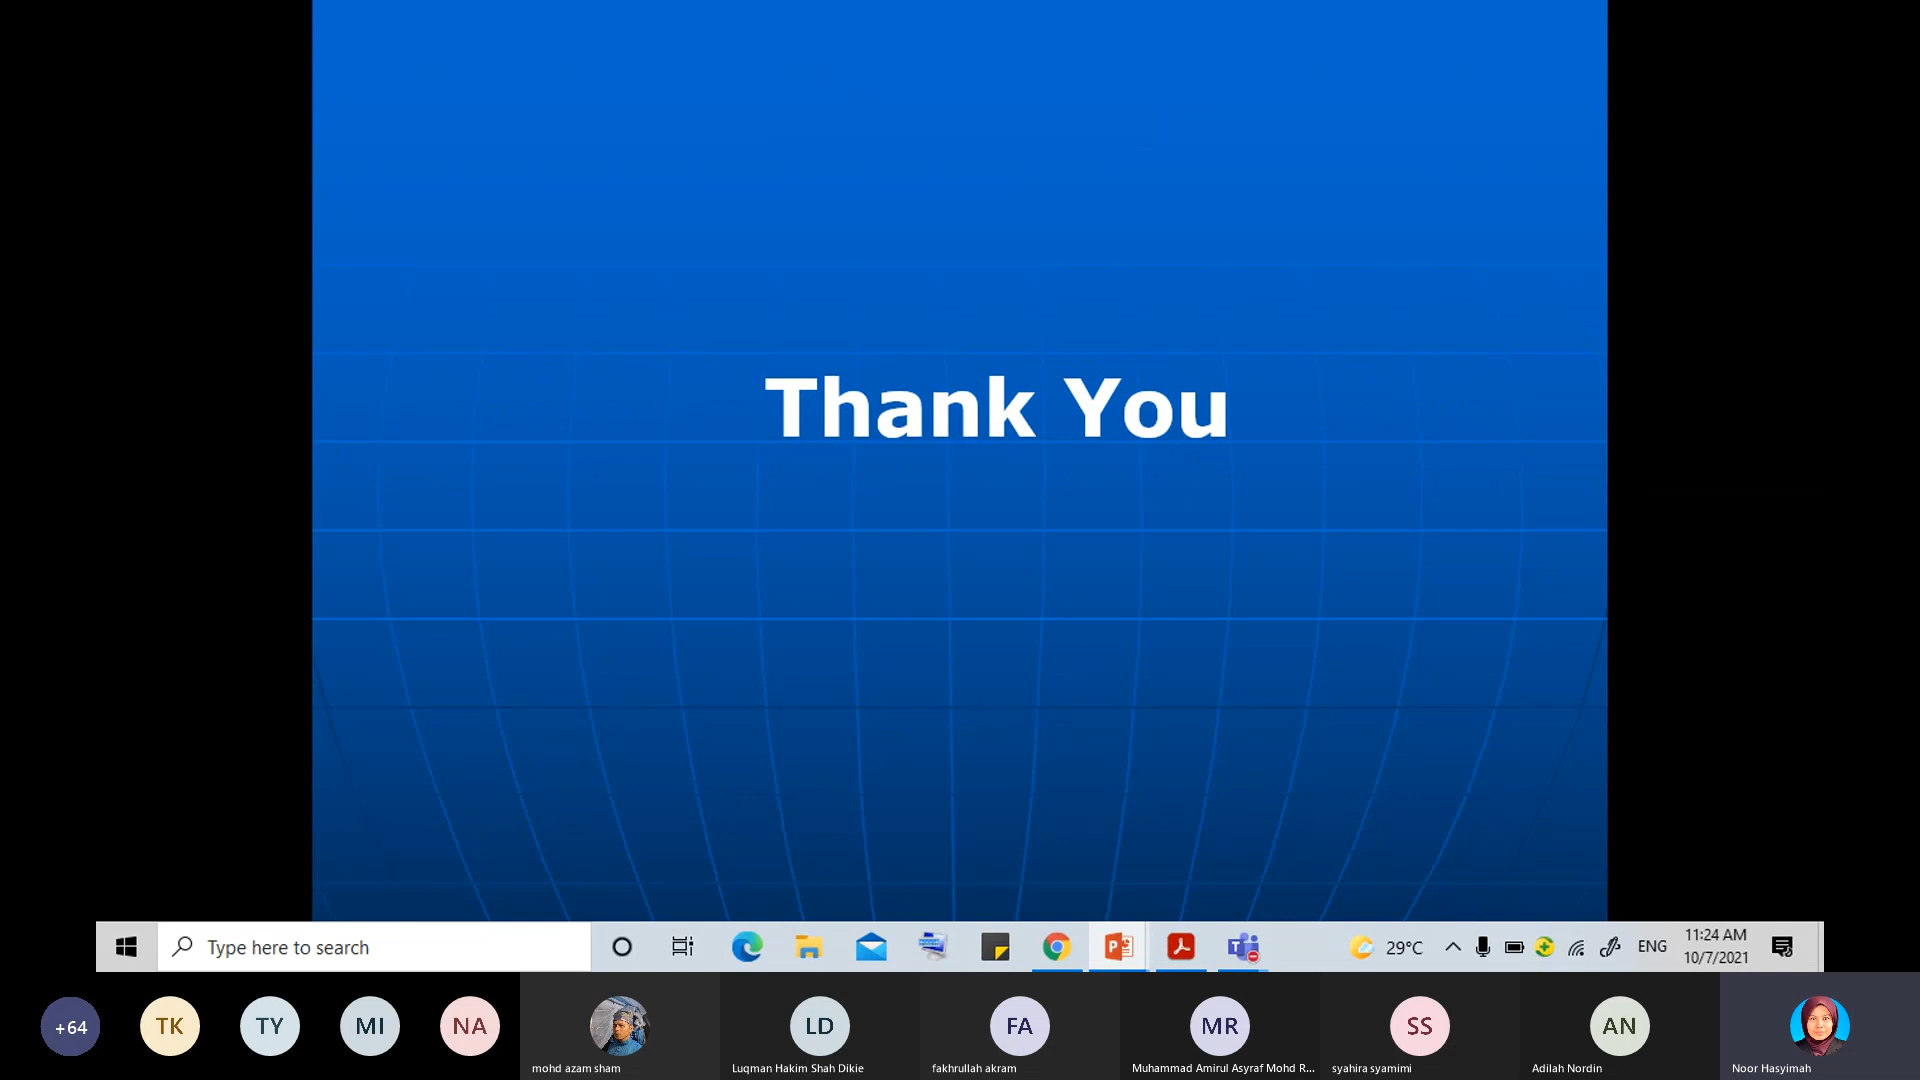 Thank You
Type here to search
29°C
ENG
11:24 AM
10/7/2021
+64
TK
TY
MI
NA
LD
FA
MR
SS
AN
mohd azam sham
Luqman Hakim Shah Dikie
fakhrullah akram
Muhammad Amirul Asyraf Mohd R...
syahira syamimi
Adilah Nordin
Noor Hasyimah